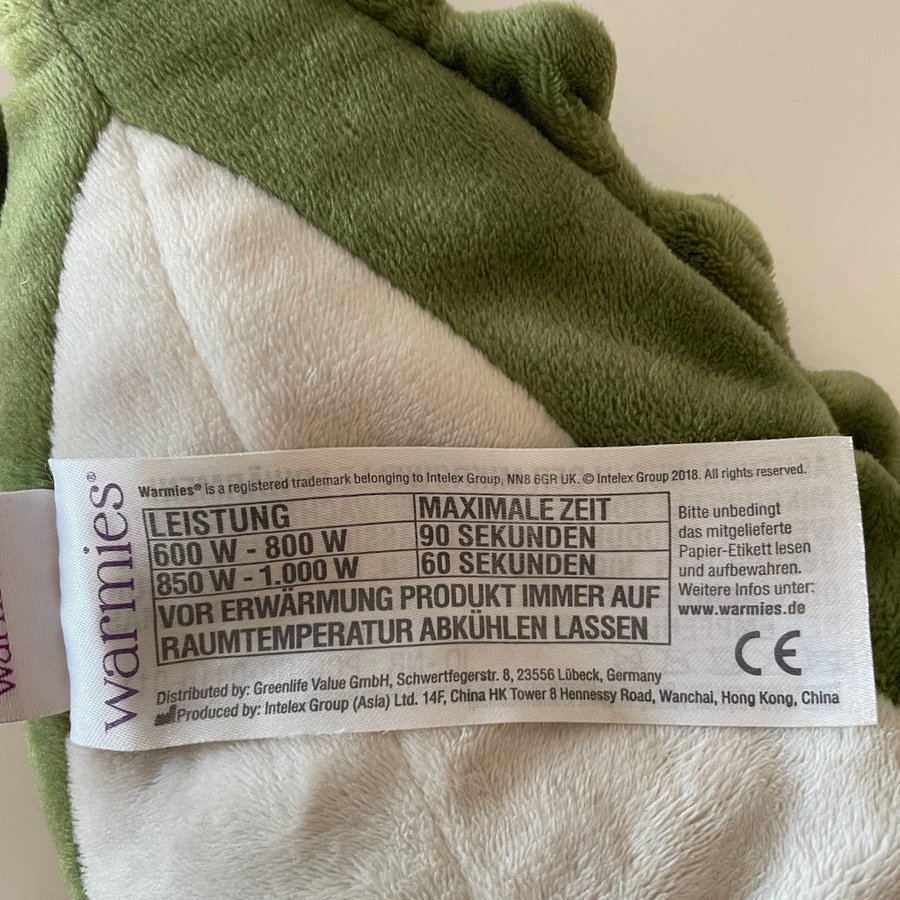 warmies®
Warmies® is a registered trademark belonging to Intelex Group, NN8 6GR UK. © Intelex Group 2018. All rights reserved.
LEISTUNG MAXIMALE ZEIT
600 W - 800 W 90 SEKUNDEN
850 W - 1.000 W 60 SEKUNDEN
VOR ERWÄRMUNG PRODUKT IMMER AUF
RAUMTEMPERATUR ABKÜHLEN LASSEN
Bitte unbedingt
das mitgelieferte
Papier-Etikett lesen
und aufbewahren.
Weitere Infos unter:
www.warmies.de
CE
Distributed by: Greenlife Value GmbH, Schwertfegerstr. 8, 23556 Lübeck, Germany
Produced by: Intelex Group (Asia) Ltd. 14F, China HK Tower 8 Hennessy Road, Wanchai, Hong Kong, China